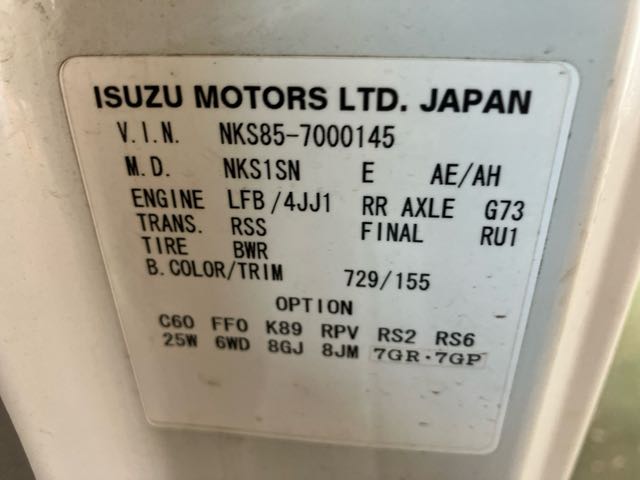 ISUZU MOTORS LTD. JAPAN
V.I.N. NKS85-7000145
M.D. NKS1SN E AE/AH
ENGINE LFB/4JJ1 RR AXLE G73
TRANS. RSS FINAL RU1
TIRE BWR
B.COLOR/TRIM 729/155
OPTION
C60 FF0 K89 RPV RS2 RS6
25W 6WD 8GJ 8JM 7GR·7GP